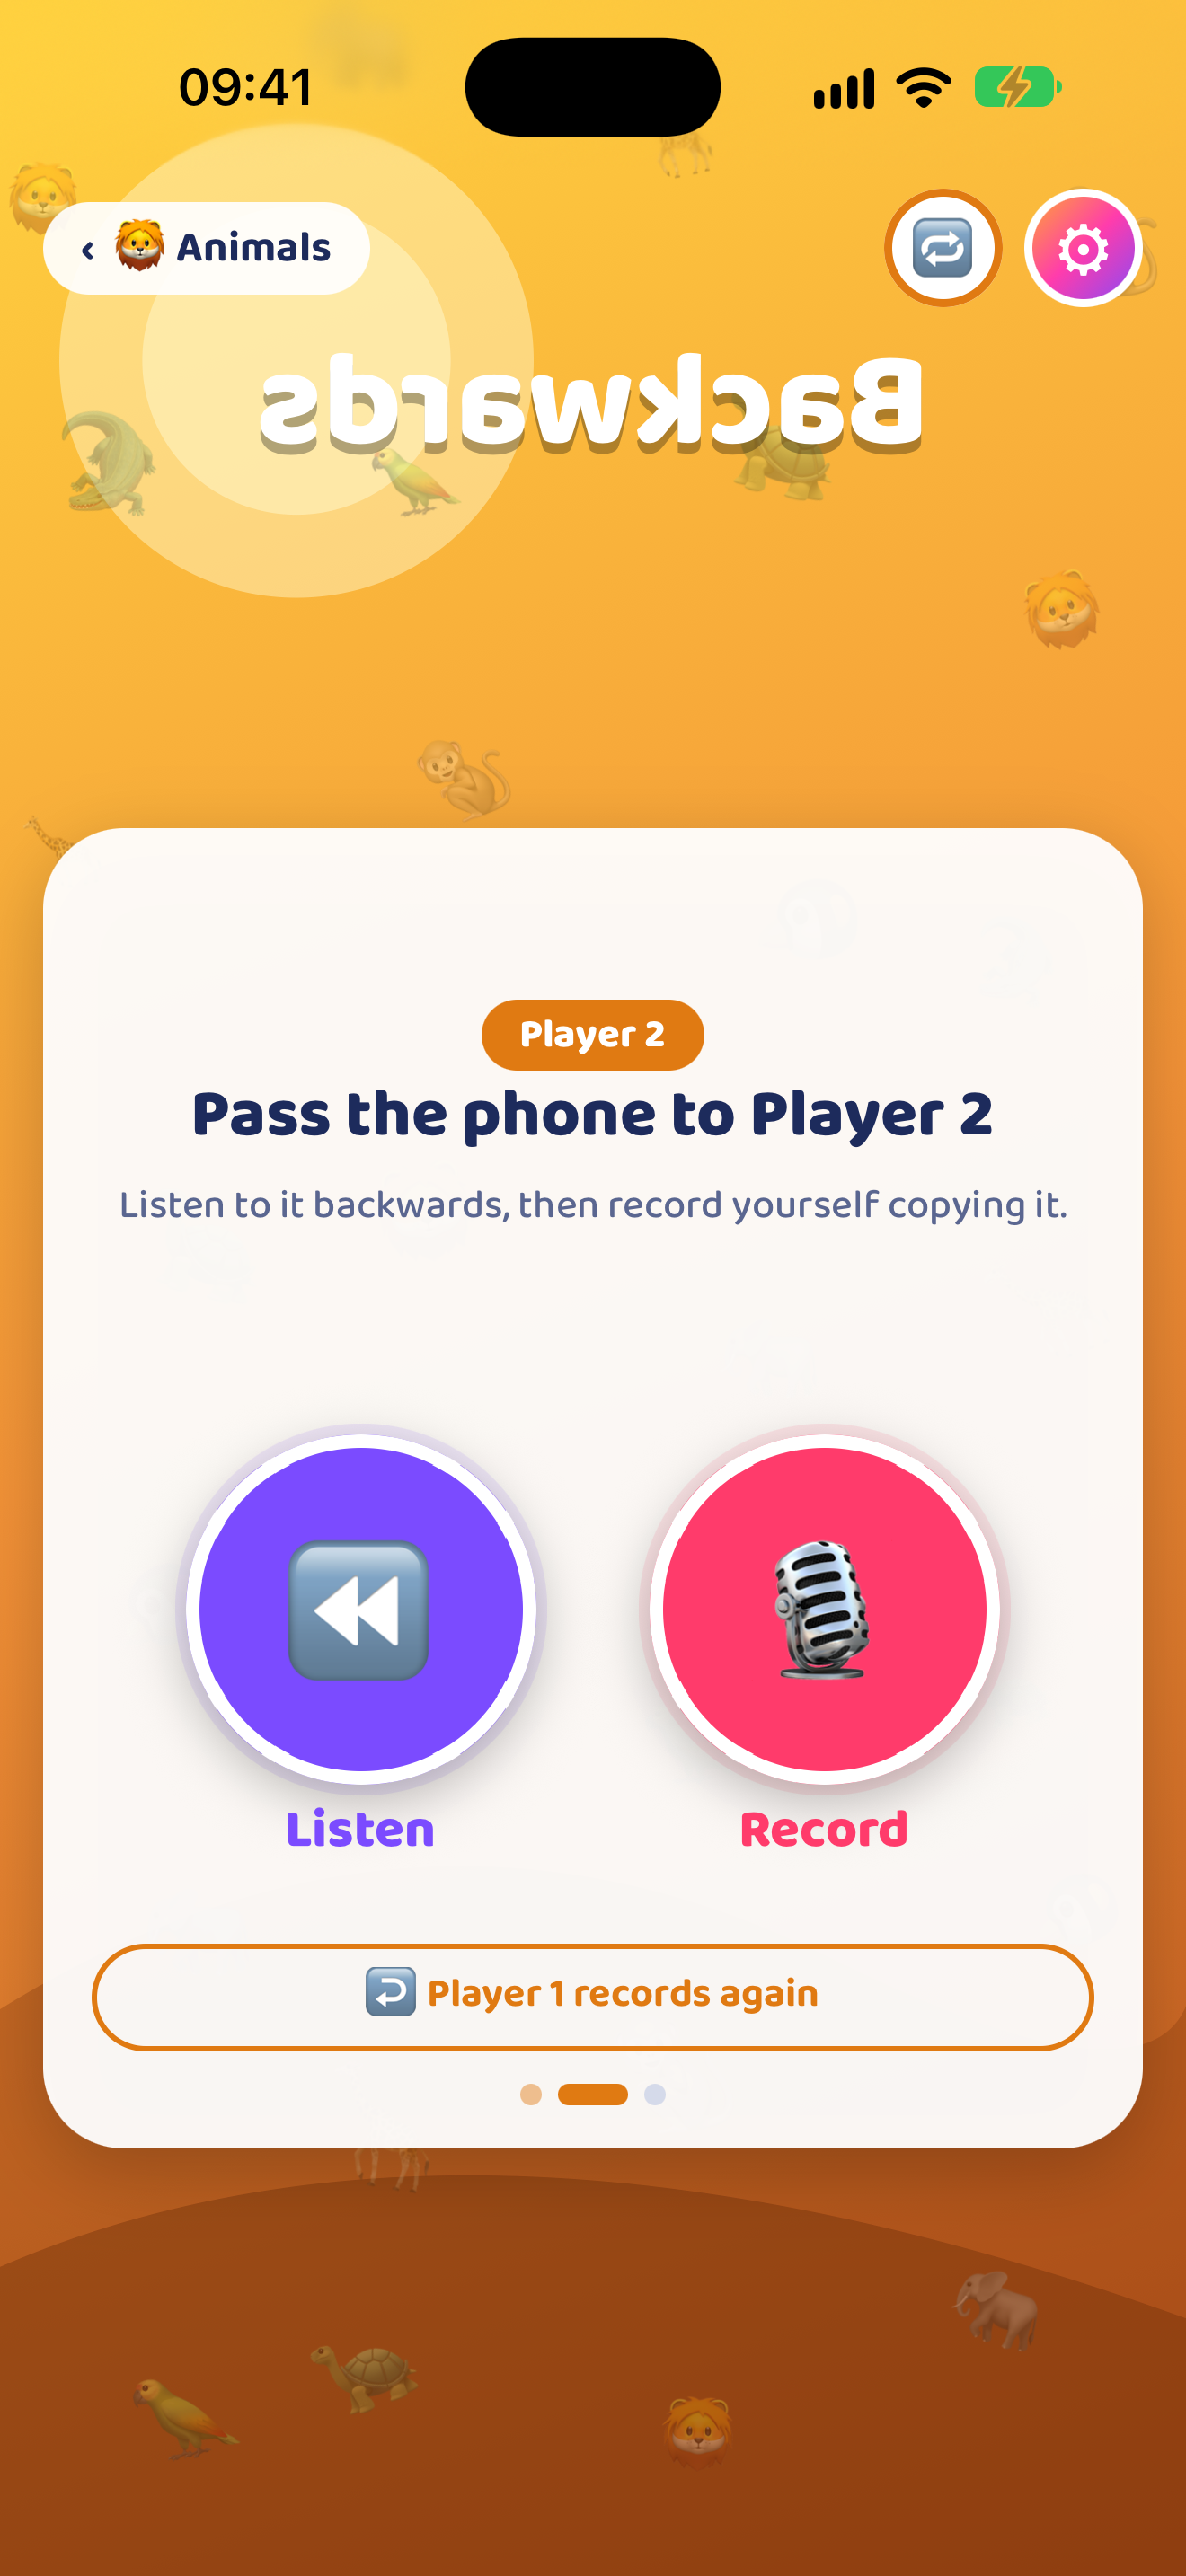 09:41
‹ Animals
Backwards
Player 2
Pass the phone to Player 2
Listen to it backwards, then record yourself copying it.
Listen
Record
Player 1 records again